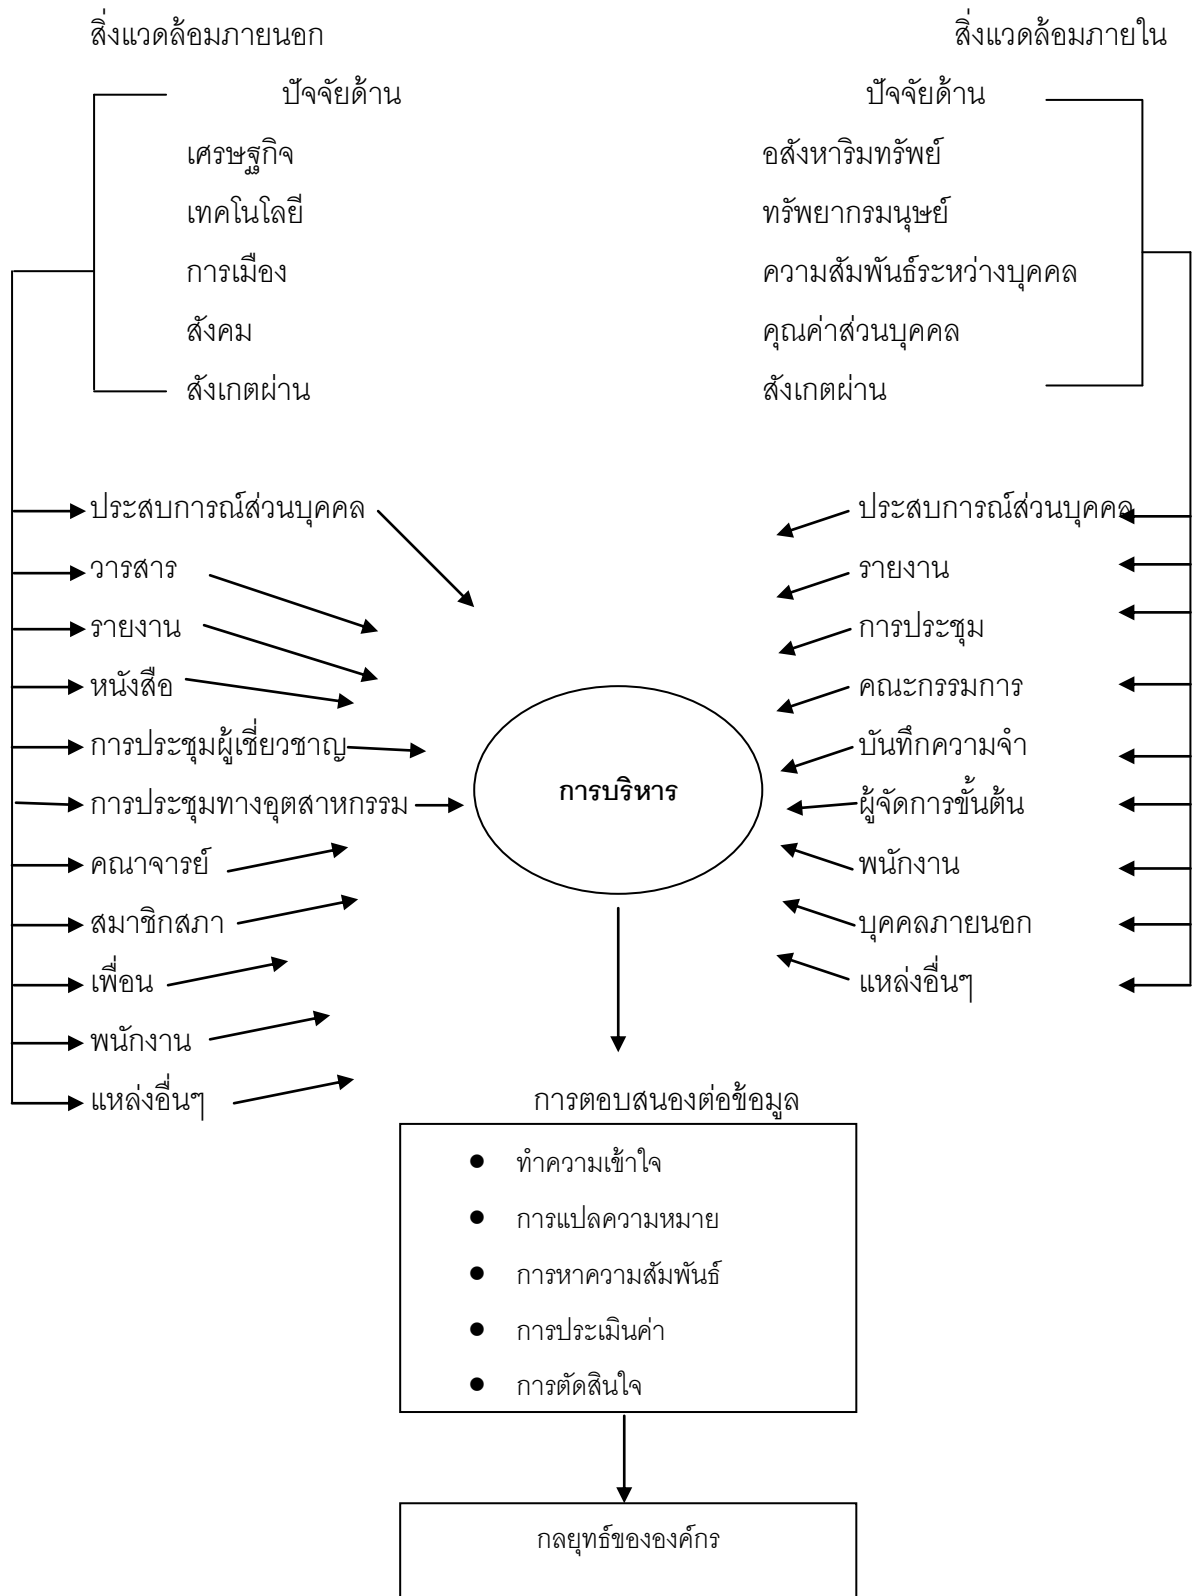 สิ่งแวดล้อมภายนอก
สิ่งแวดล้อมภายใน
ปัจจัยด้าน
เศรษฐกิจ
เทคโนโลยี
การเมือง
สังคม
สังเกตผ่าน
ปัจจัยด้าน
อสังหาริมทรัพย์
ทรัพยากรมนุษย์
ความสัมพันธ์ระหว่างบุคคล
คุณค่าส่วนบุคคล
สังเกตผ่าน
ประสบการณ์ส่วนบุคคล
วารสาร
รายงาน
หนังสือ
การประชุมผู้เชี่ยวชาญ
การประชุมทางอุตสาหกรรม
คณาจารย์
สมาชิกสภา
เพื่อน
พนักงาน
แหล่งอื่นๆ
การบริหาร
ประสบการณ์ส่วนบุคคล
รายงาน
การประชุม
คณะกรรมการ
บันทึกความจำ
ผู้จัดการขั้นต้น
พนักงาน
บุคคลภายนอก
แหล่งอื่นๆ
การตอบสนองต่อข้อมูล
● ทำความเข้าใจ
● การแปลความหมาย
● การหาความสัมพันธ์
● การประเมินค่า
● การตัดสินใจ
กลยุทธ์ขององค์กร